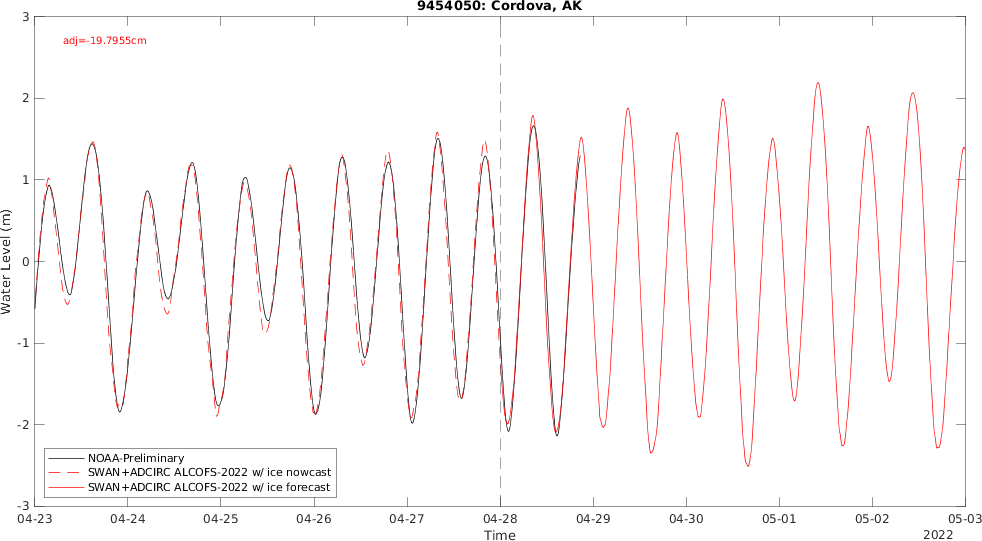 9454050: Cordova, AK
adj=-19.7955cm
Water Level (m)
3
2
1
0
-1
-2
-3
NOAA-Preliminary
SWAN+ADCIRC ALCOFS-2022 w/ ice nowcast
SWAN+ADCIRC ALCOFS-2022 w/ ice forecast
04-23 04-24 04-25 04-26 04-27 04-28 04-29 04-30 05-01 05-02 05-03
Time
2022